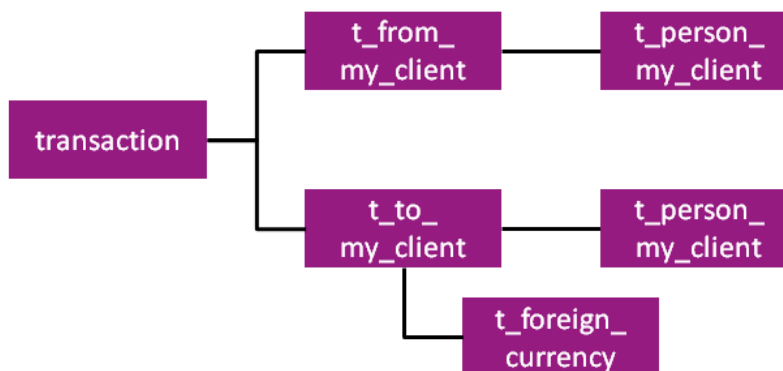 t_from_
my_client
t_person_
my_client
transaction
t_to_
my_client
t_person_
my_client
t_foreign_
currency